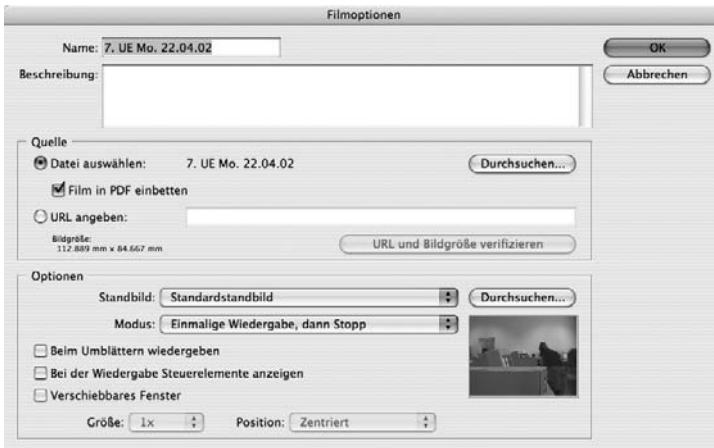 Filmoptionen
Name: 7. UE Mo. 22.04.02
OK
Beschreibung:
Abbrechen
Quelle
Datei auswählen: 7. UE Mo. 22.04.02 Durchsuchen...
Film in PDF einbetten
URL angeben:
Bildgröße:
112.889 mm x 84.667 mm
URL und Bildgröße verifizieren
Optionen
Standbild: Standardstandbild Durchsuchen...
Modus: Einmalige Wiedergabe, dann Stopp
Beim Umblättern wiedergeben
Bei der Wiedergabe Steuerelemente anzeigen
Verschiebbares Fenster
Größe: 1x Position: Zentriert